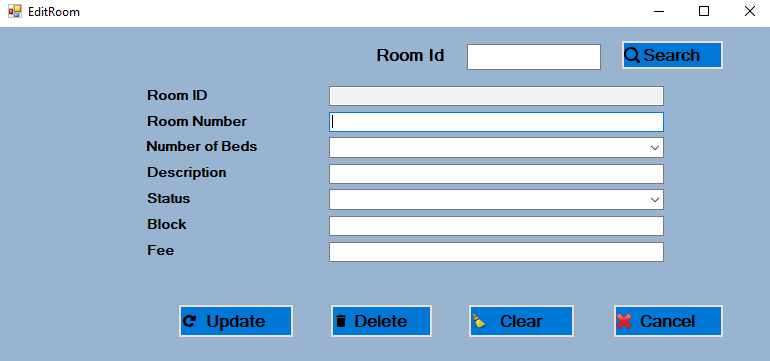 EditRoom
Room Id Search
Room ID
Room Number
Number of Beds
Description
Status
Block
Fee
Update Delete Clear Cancel